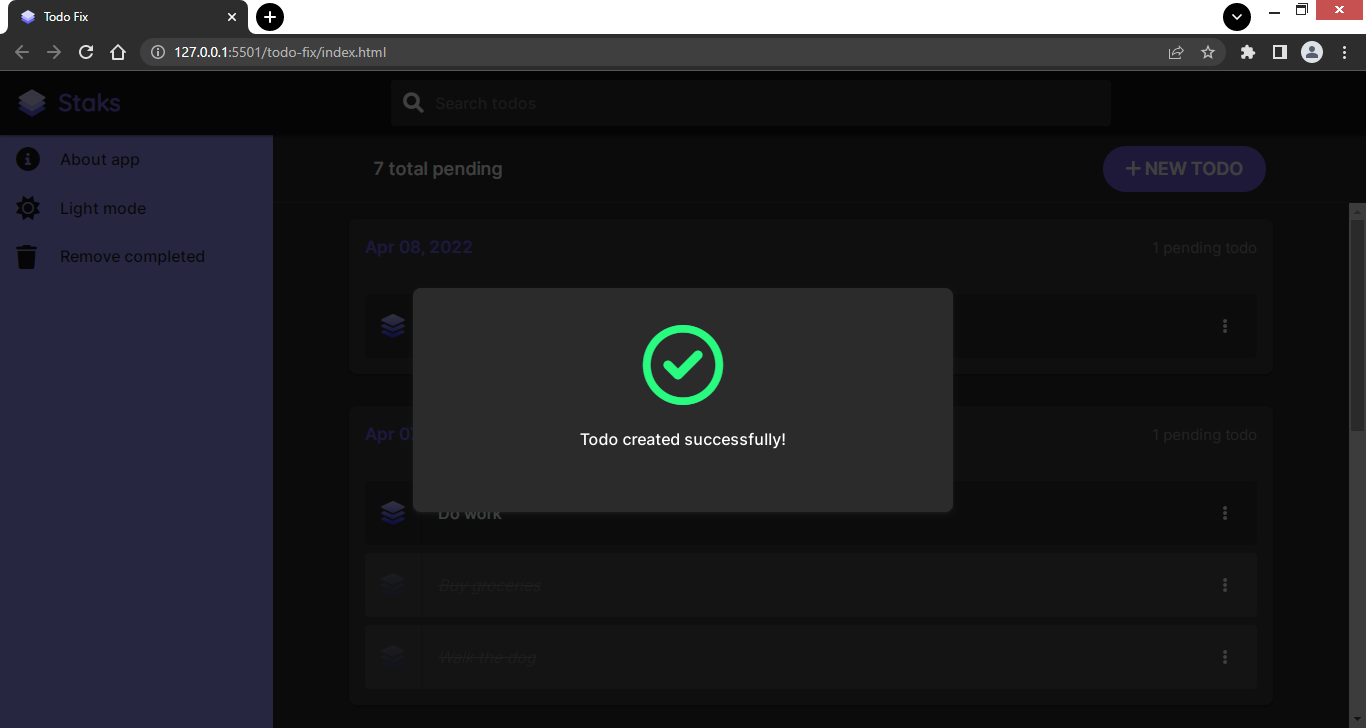 Todo Fix
127.0.0.1:5501/todo-fix/index.html
Staks
Search todos
About app
Light mode
Remove completed
7 total pending
NEW TODO
Apr 08, 2022
1 pending todo
Todo created successfully!
Apr 1 pending todo
Do work
Buy groceries
Walk the dog